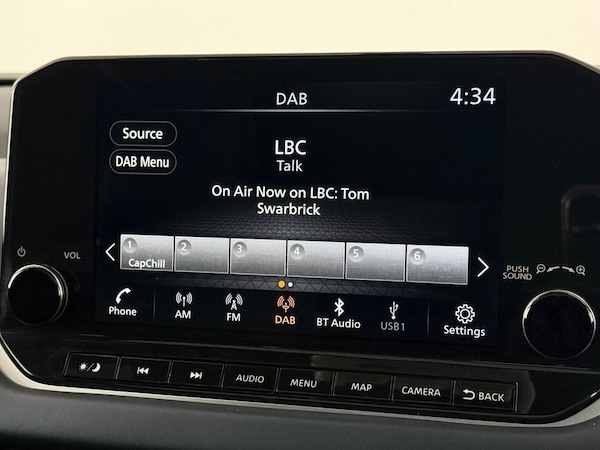 DAB
4:34
Source
DAB Menu
LBC
Talk
On Air Now on LBC: Tom
Swarbrick
1 2 3 4 5 6
CapChill
VOL
PUSH
SOUND
Phone
AM
FM
DAB
BT Audio
USB1
Settings
AUDIO
MENU
MAP
CAMERA
BACK